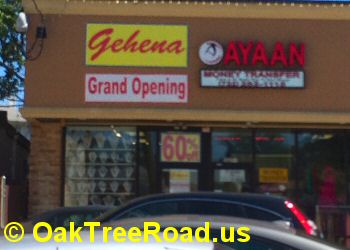 Gehena
Grand Opening
AYAAN
MONEY TRANSFER
60%
© OakTreeRoad.us